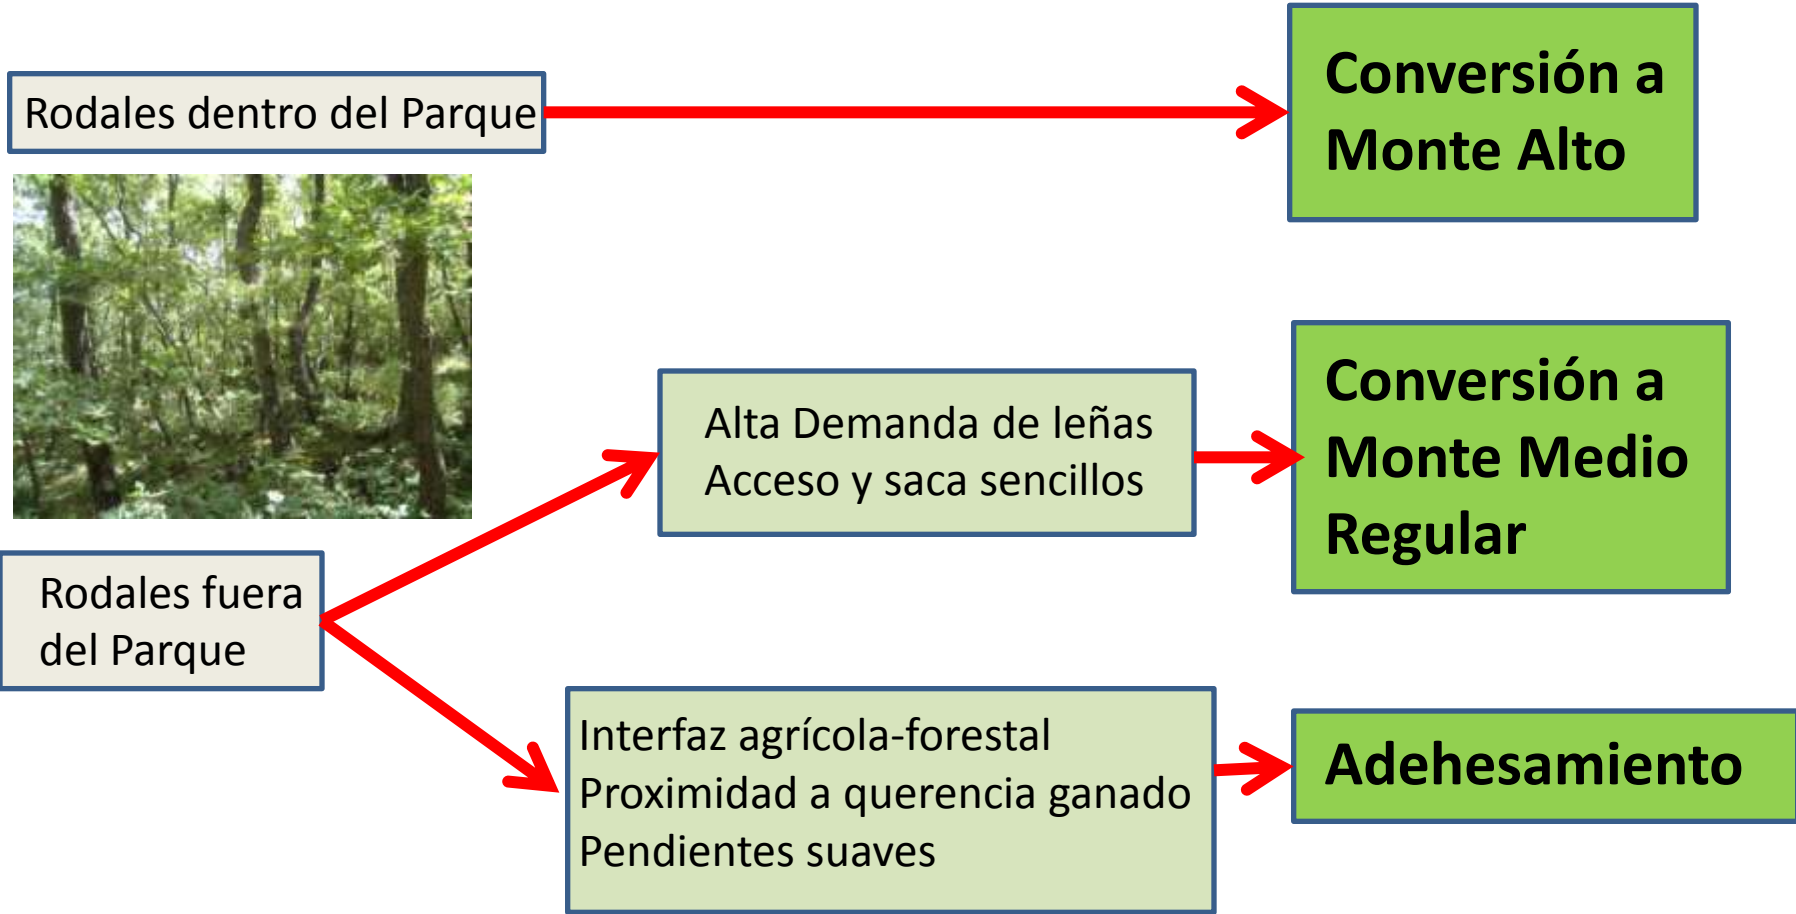 Rodales dentro del Parque
Conversión a
Monte Alto
Rodales fuera
del Parque
Alta Demanda de leñas
Acceso y saca sencillos
Conversión a
Monte Medio
Regular
Interfaz agrícola-forestal
Proximidad a querencia ganado
Pendientes suaves
Adehesamiento